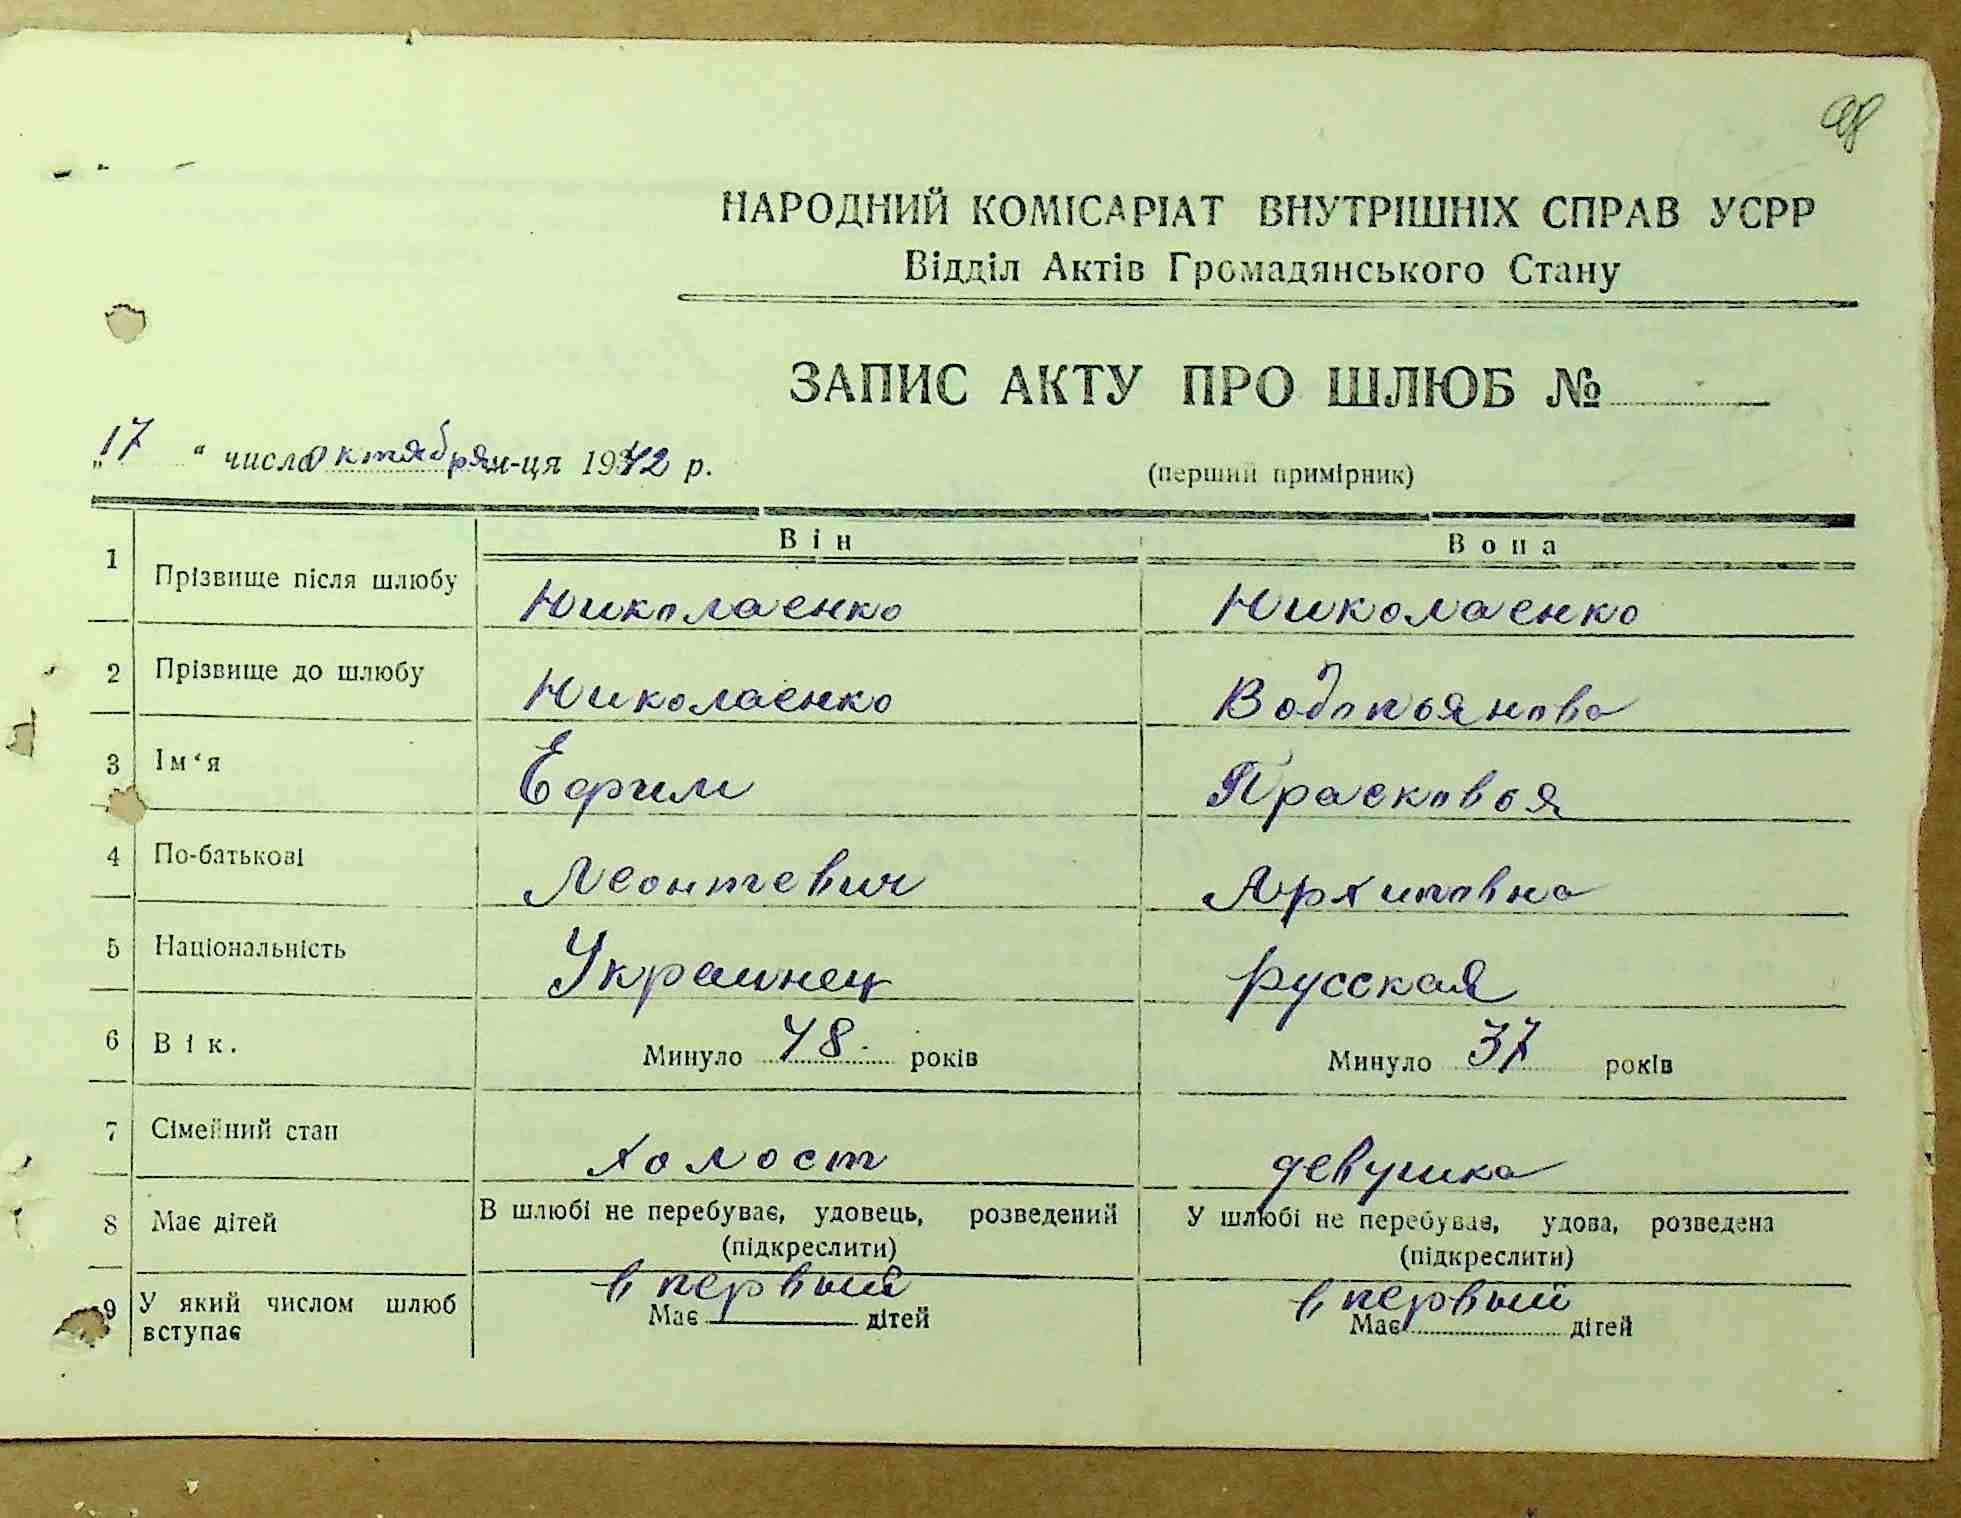 98
НАРОДНИЙ КОМІСАРІАТ ВНУТРІШНІХ СПРАВ УСРР
Відділ Актів Громадянського Стану
ЗАПИС АКТУ ПРО ШЛЮБ №
„17“ числа октября м-ця 1942 р.
(перший примірник)
Він Вона
1 Прізвище після шлюбу Николаенко Николаенко
2 Прізвище до шлюбу Николаенко Водопьянова
3 Ім‘я Ефим Прасковья
4 По-батькові Леонтевич Архиповна
5 Національність Украинец русская
6 Вік. Минуло 48 років Минуло 37 років
7 Сімейний стан холост девушка
8 Має дітей В шлюбі не перебуває, удовець, розведений У шлюбі не перебував, удова, розведена
(підкреслити) (підкреслити)
в первый в первый
9 У який числом шлюб вступає Має дітей Має дітей